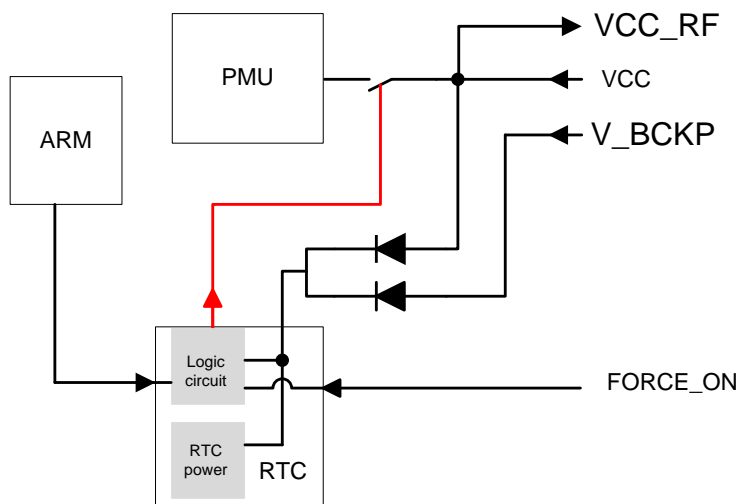 VCC_RF
PMU
VCC
ARM
V_BCKP
Logic
circuit
FORCE_ON
RTC
power
RTC